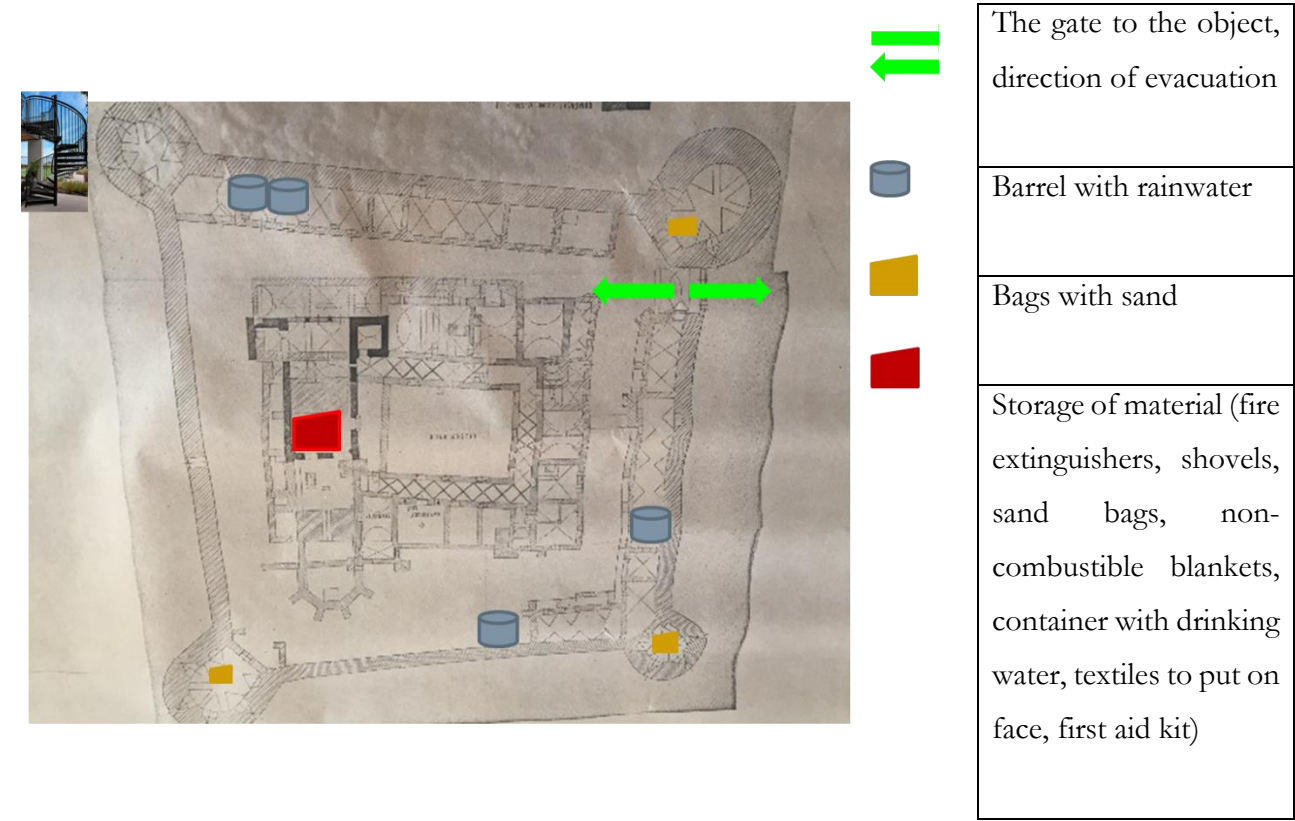 The gate to the object,
direction of evacuation
Barrel with rainwater
Bags with sand
Storage of material (fire
extinguishers, shovels,
sand bags, non-
combustible blankets,
container with drinking
water, textiles to put on
face, first aid kit)